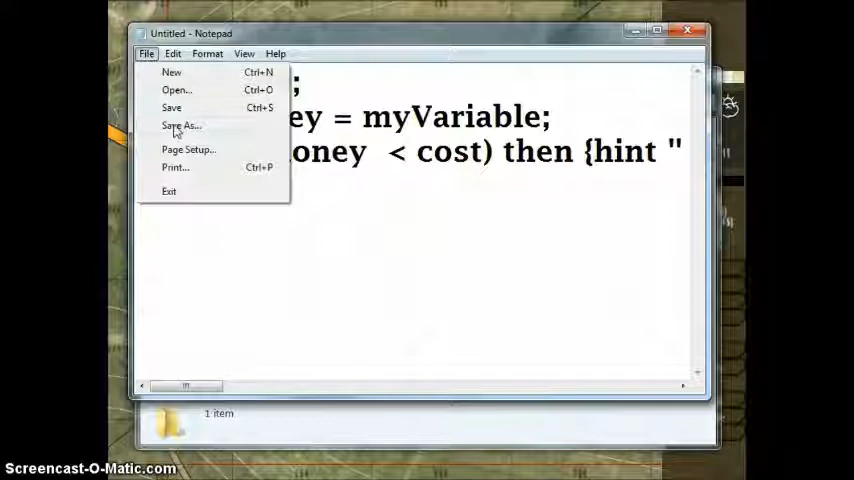 Untitled - Notepad
File Edit Format View Help
New Ctrl+N
Open... Ctrl+O
Save Ctrl+S
Save As...
Page Setup...
Print... Ctrl+P
Exit
;
ey = myVariable;
oney < cost) then {hint "
1 item
Screencast-O-Matic.com